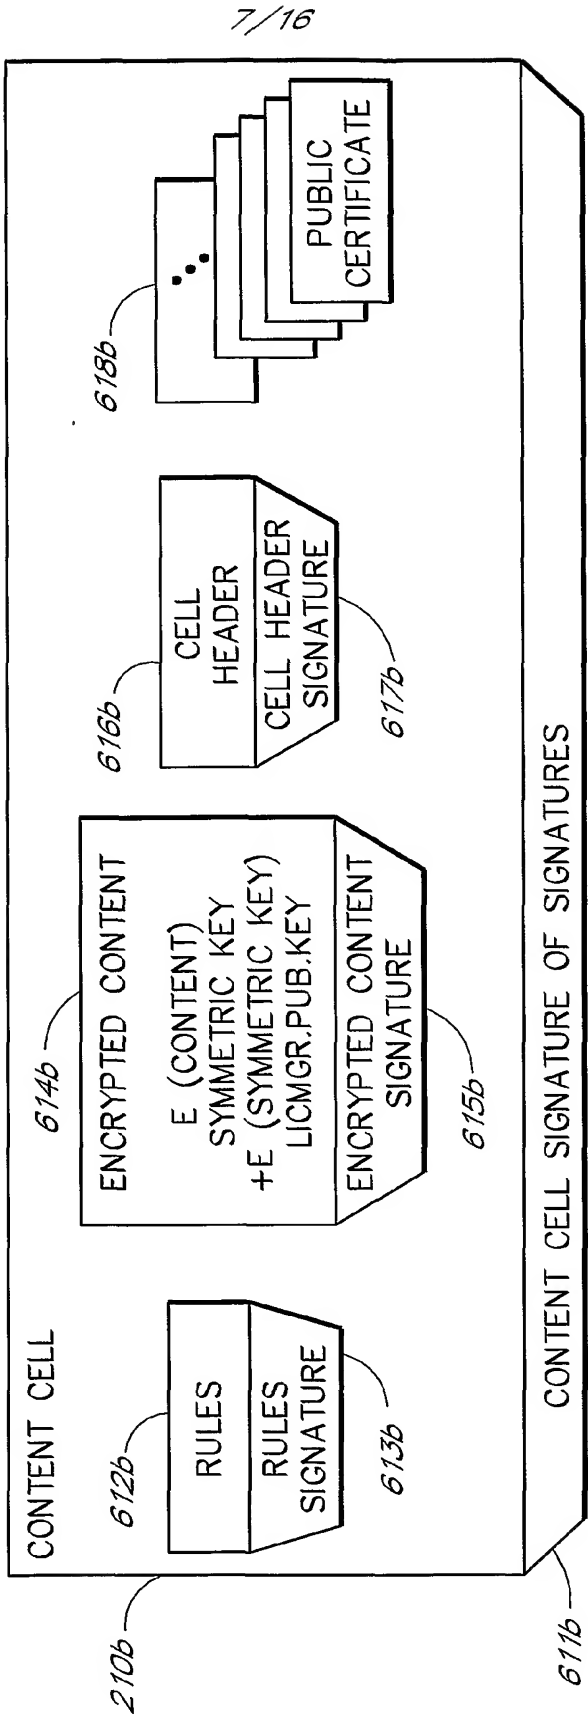 7/16
CONTENT CELL
210b
612b
RULES
RULES
SIGNATURE
613b
614b
ENCRYPTED CONTENT
E (CONTENT)
SYMMETRIC KEY
+E (SYMMETRIC KEY)
LICMGR.PUB.KEY
ENCRYPTED CONTENT
SIGNATURE
615b
616b
CELL
HEADER
CELL HEADER
SIGNATURE
617b
618b
PUBLIC
CERTIFICATE
CONTENT CELL SIGNATURE OF SIGNATURES
611b